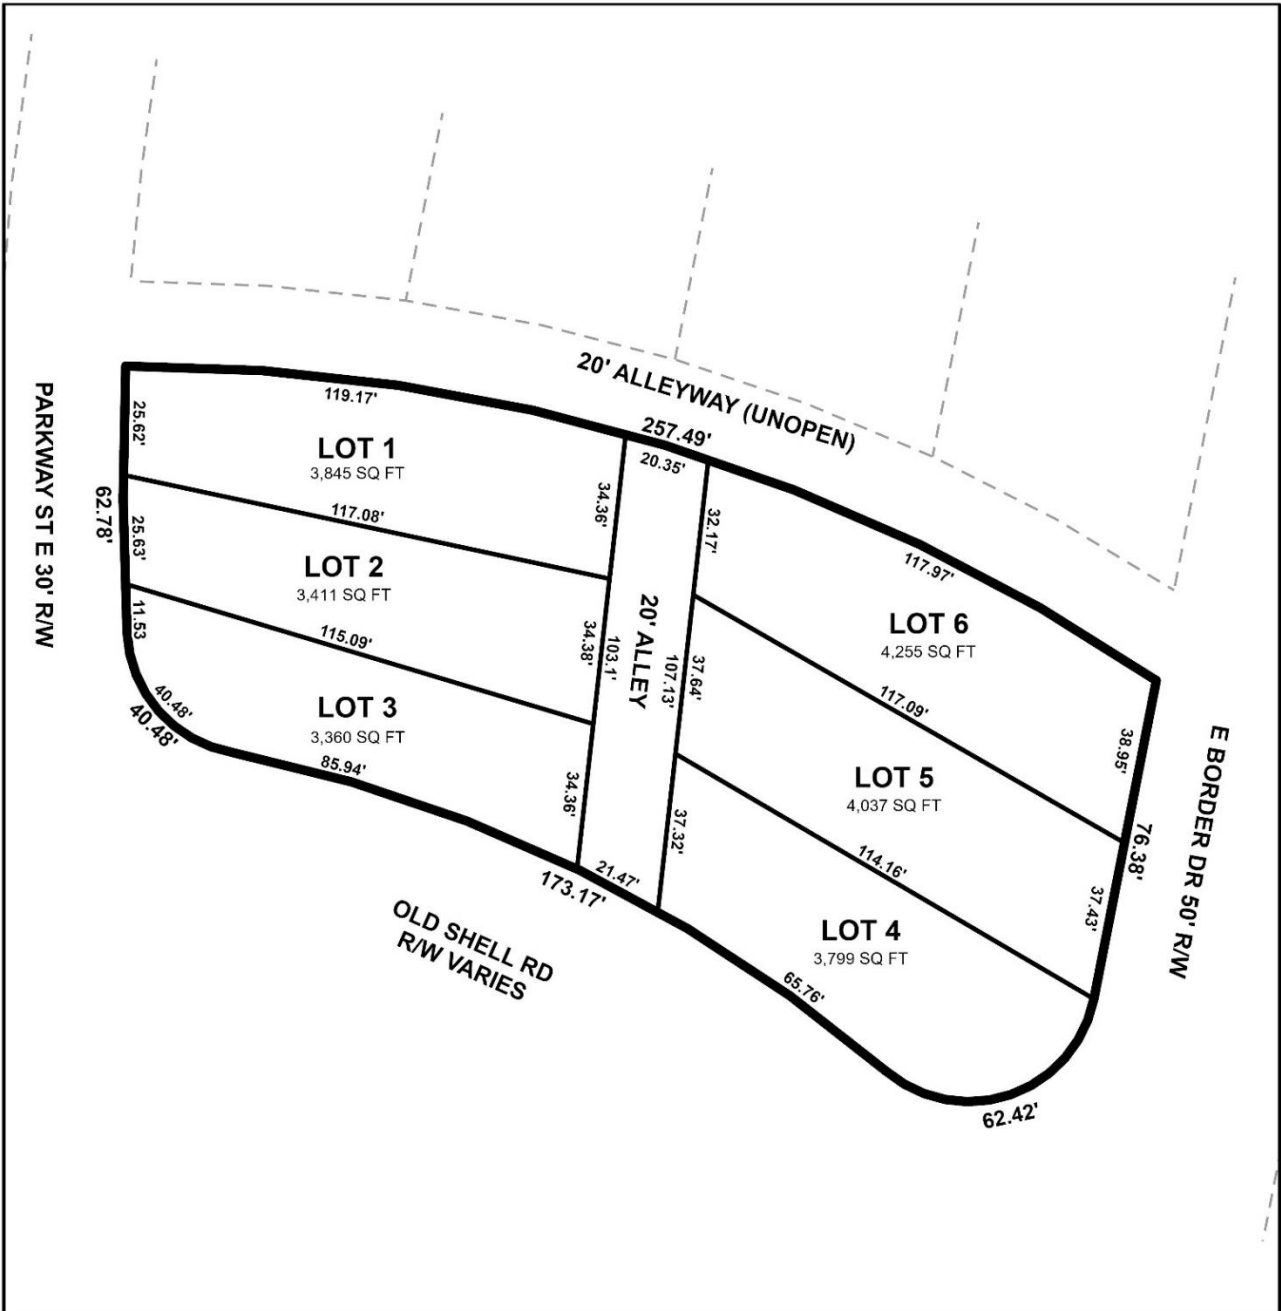 20' ALLEYWAY (UNOPEN)
257.49'
119.17'
20.35'
PARKWAY ST E 30' R/W
25.62'
LOT 1
3,845 SQ FT
34.36'
32.17'
117.97'
62.78'
117.08'
25.63'
LOT 2
3,411 SQ FT
34.38'
103.1'
20' ALLEY
107.13'
37.64'
LOT 6
4,255 SQ FT
11.53
115.09'
117.09'
38.95'
E BORDER DR 50' R/W
40.48'
40.48'
LOT 3
3,360 SQ FT
85.94'
34.36'
37.32'
LOT 5
4,037 SQ FT
76.38'
114.16'
37.43'
21.47'
173.17'
OLD SHELL RD
R/W VARIES
LOT 4
3,799 SQ FT
65.76'
62.42'